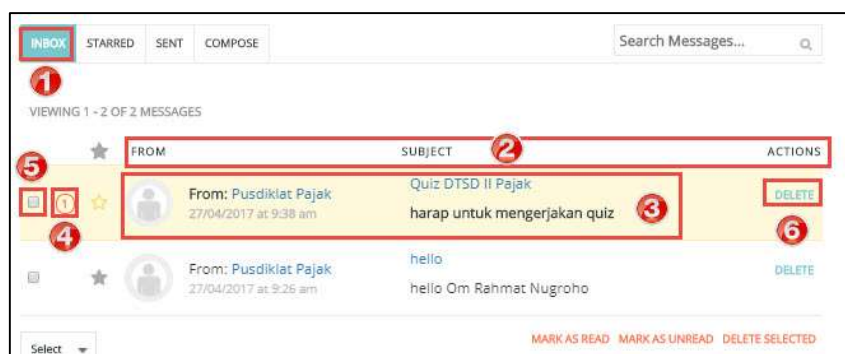 INBOX STARRED SENT COMPOSE Search Messages...
1
VIEWING 1 - 2 OF 2 MESSAGES
2
FROM SUBJECT ACTIONS
5
Quiz DTSD II Pajak
From: Pusdiklat Pajak
1
DELETE
27/04/2017 at 9:38 am harap untuk mengerjakan quiz
3
4
6
hello
From: Pusdiklat Pajak
DELETE
27/04/2017 at 9:26 am hello Om Rahmat Nugroho
MARK AS READ MARK AS UNREAD DELETE SELECTED
Select